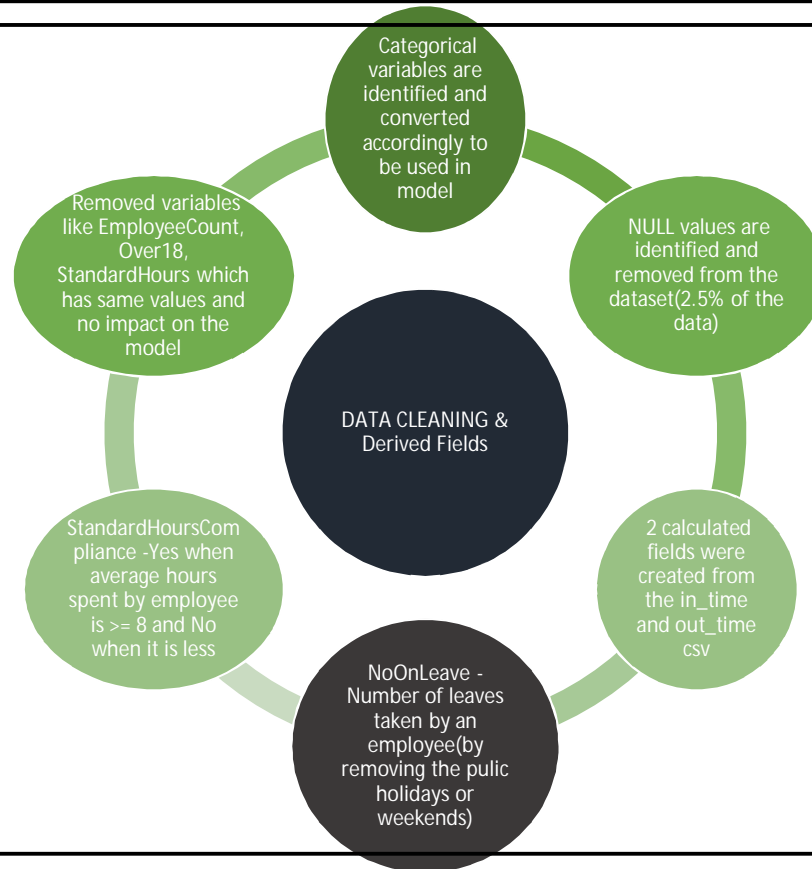 Categorical
variables are
identified and
converted
accordingly to
be used in
model
NULL values are
identified and
removed from the
dataset(2.5% of the
data)
2 calculated
fields were
created from
the in_time
and out_time
csv
NoOnLeave -
Number of leaves
taken by an
employee(by
removing the pulic
holidays or
weekends)
StandardHoursCom
pliance -Yes when
average hours
spent by employee
is >= 8 and No
when it is less
Removed variables
like EmployeeCount,
Over18,
StandardHours which
has same values and
no impact on the
model
DATA CLEANING &
Derived Fields